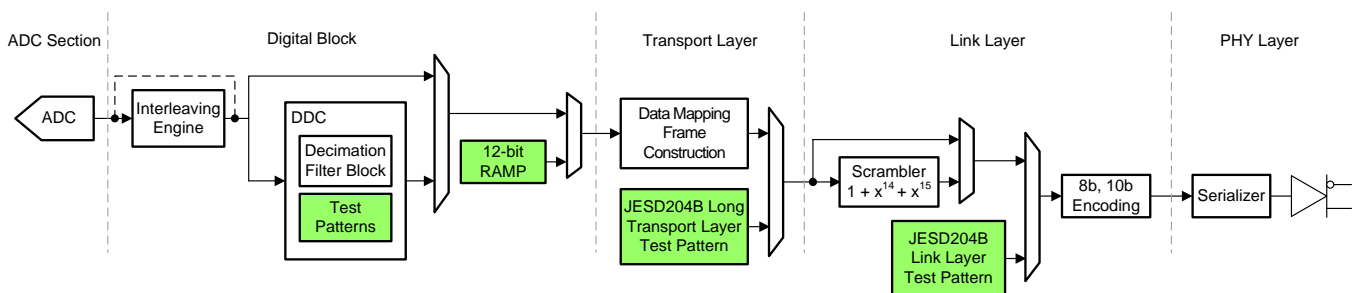 ADC Section
Digital Block
Transport Layer
Link Layer
PHY Layer
ADC
Interleaving
Engine
DDC
Decimation
Filter Block
Test
Patterns
12-bit
RAMP
Data Mapping
Frame
Construction
JESD204B Long
Transport Layer
Test Pattern
Scrambler
1 + x¹⁴ + x¹⁵
JESD204B
Link Layer
Test Pattern
8b, 10b
Encoding
Serializer